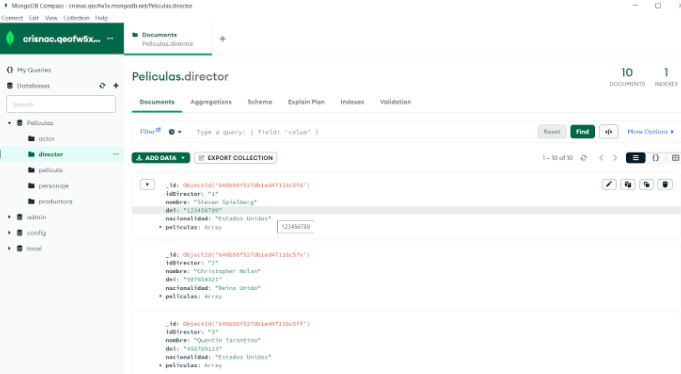 MongoDB Compass - crisnac.qeofw5x.mongodb.net/Peliculas.director
Connect Edit View Collection Help
crisnac.qeofw5x.... ...
Documents
Peliculas.director
+
My Queries
Databases
Search
Peliculas
actor
director ...
pelicula
personaje
productora
admin
config
local
Peliculas.director
10
DOCUMENTS
1
INDEXES
Documents Aggregations Schema Explain Plan Indexes Validation
Filter Type a query: { field: 'value' } Reset Find </> More Options
ADD DATA EXPORT COLLECTION 1 – 10 of 10 {}
_id: ObjectId('646b56f527db1ed47116c5fd')
idDirector: "1"
nombre: "Steven Spielberg"
dni: "123456789"
nacionalidad: "Estados Unidos"
peliculas: Array
123456789
_id: ObjectId('646b56f527db1ed47116c5fe')
idDirector: "2"
nombre: "Christopher Nolan"
dni: "987654321"
nacionalidad: "Reino Unido"
peliculas: Array
_id: ObjectId('646b56f527db1ed47116c5ff')
idDirector: "3"
nombre: "Quentin Tarantino"
dni: "456789123"
nacionalidad: "Estados Unidos"
peliculas: Array